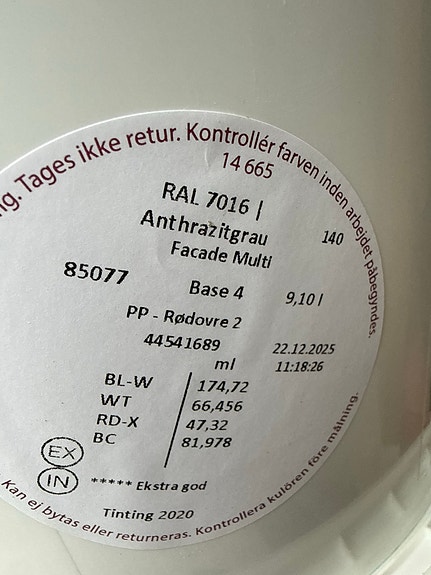 ng. Tages ikke retur. Kontrollér farven inden arbejdet påbegyndes.
14 665
RAL 7016 |
Anthrazitgrau
140
Facade Multi
85077
Base 4
9,10 l
PP - Rødovre 2
44541689
22.12.2025
11:18:26
ml
BL-W 174,72
WT 66,456
RD-X 47,32
BC 81,978
EX
IN
***** Ekstra god
Tinting 2020
Kan ej bytas eller returneras. Kontrollera kulören före målning.